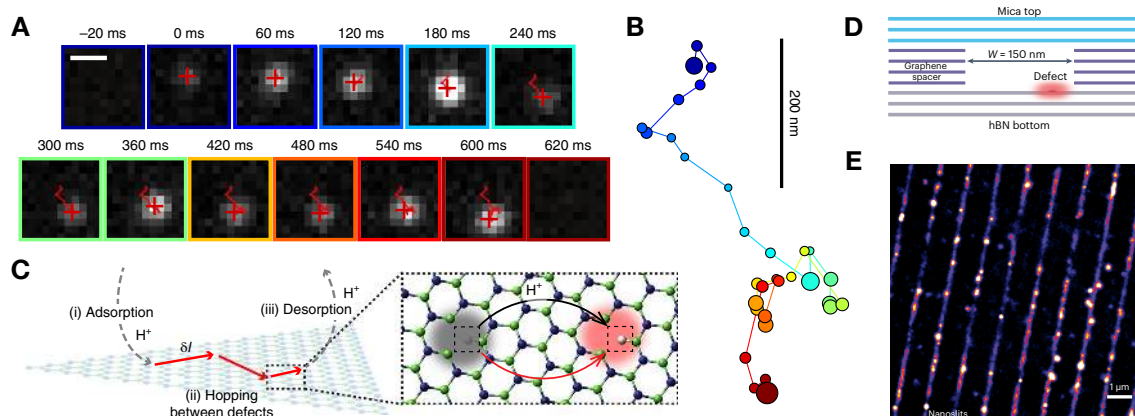 A
–20 ms
0 ms
60 ms
120 ms
180 ms
240 ms
300 ms
360 ms
420 ms
480 ms
540 ms
600 ms
620 ms
B
200 nm
C
(i) Adsorption
H+
δl
(ii) Hopping
between defects
(iii) Desorption
H+
H+
D
Mica top
W = 150 nm
Graphene
spacer
Defect
hBN bottom
E
1 µm
Nanoslits